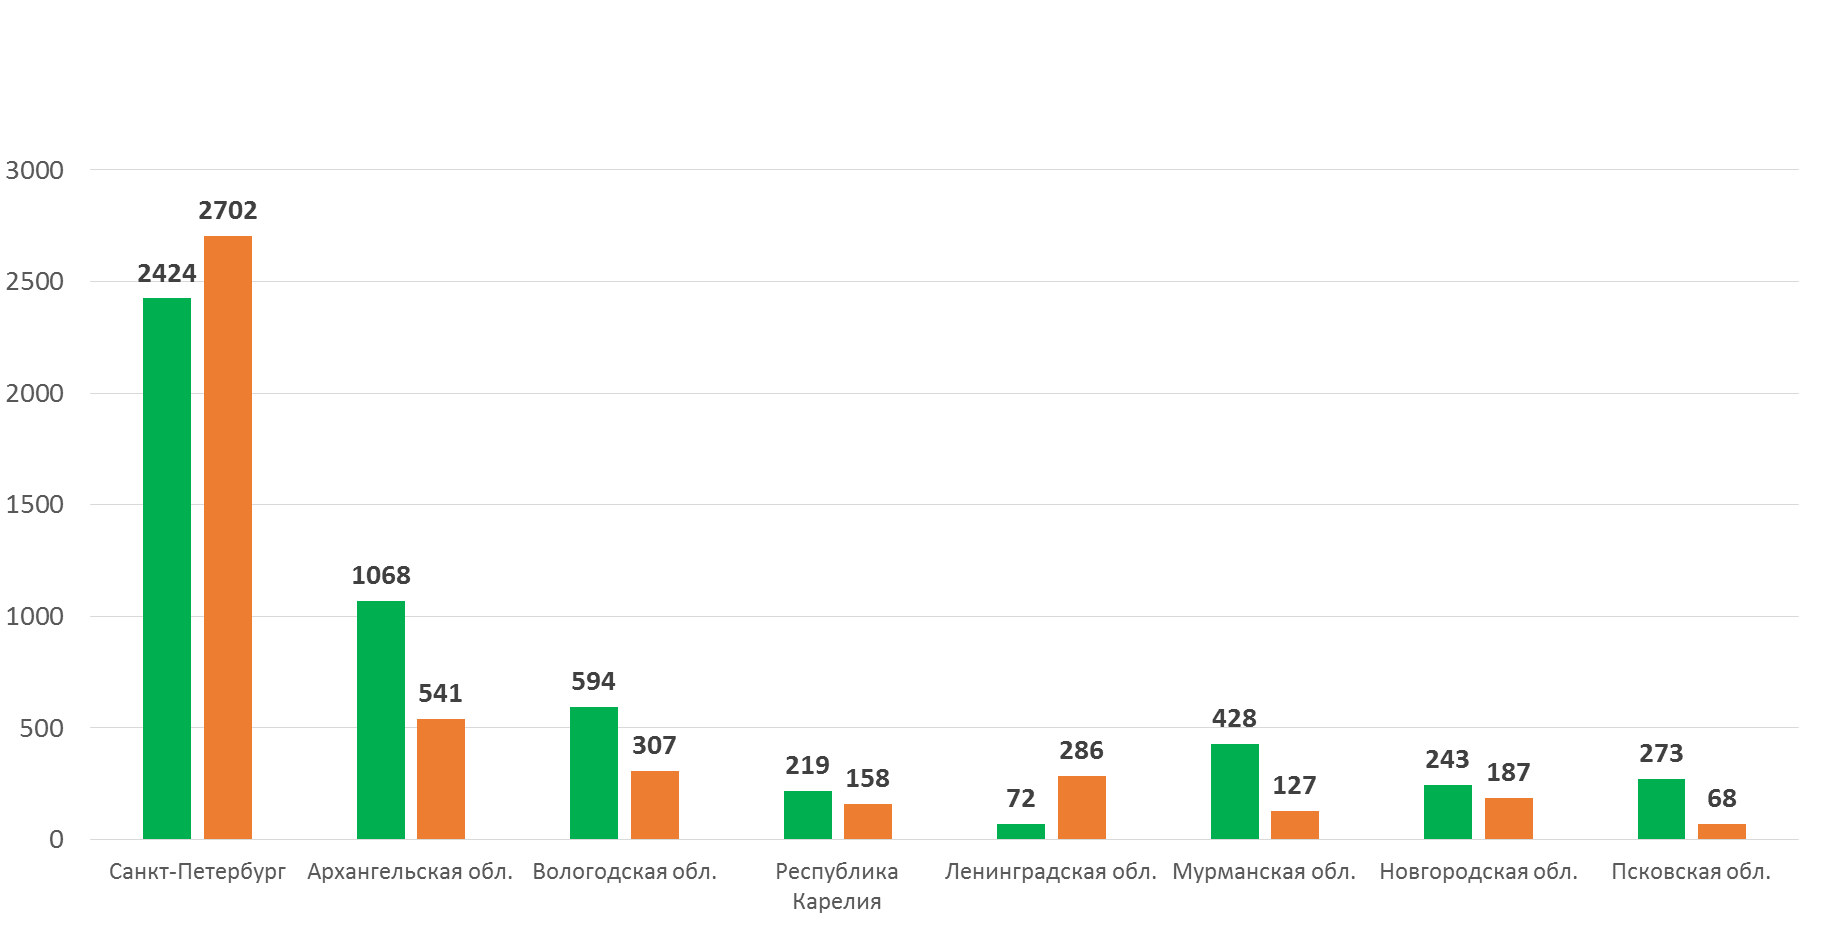 3000
2500
2000
1500
1000
500
0
2424
2702
1068
541
594
307
219
158
72
286
428
127
243
187
273
68
Санкт-Петербург
Архангельская обл.
Вологодская обл.
Республика
Карелия
Ленинградская обл.
Мурманская обл.
Новгородская обл.
Псковская обл.